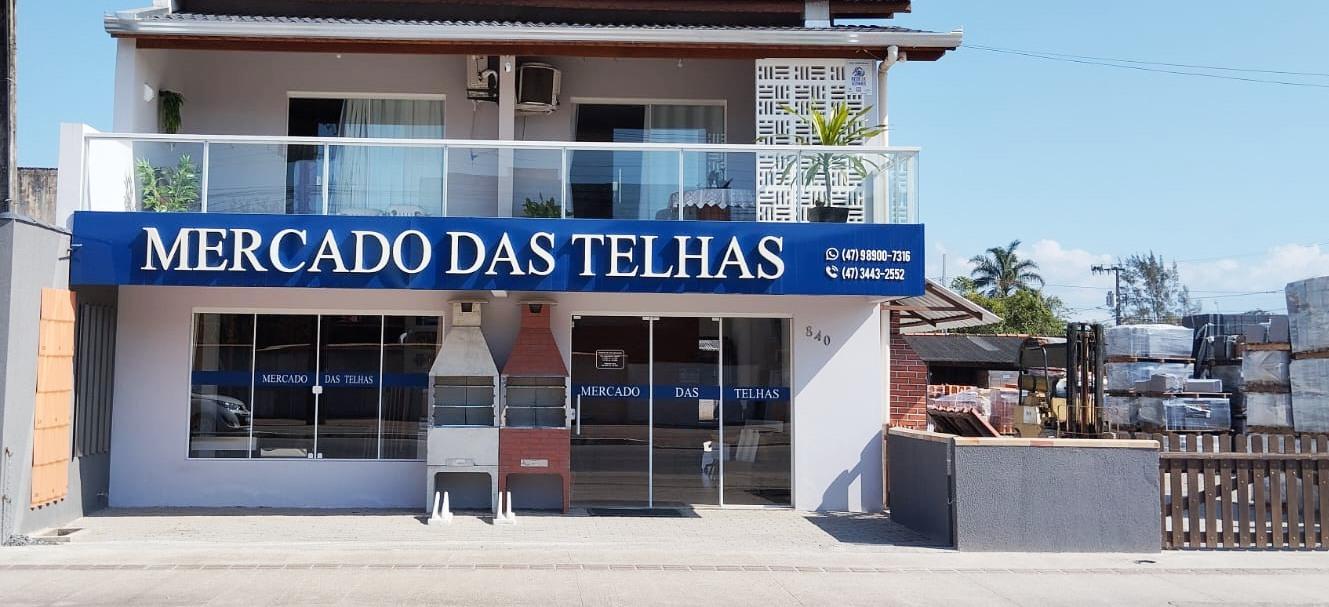 MERCADO DAS TELHAS
(47) 98900-7316
(47) 3443-2552
840
MERCADO DAS TELHAS
MERCADO DAS TELHAS